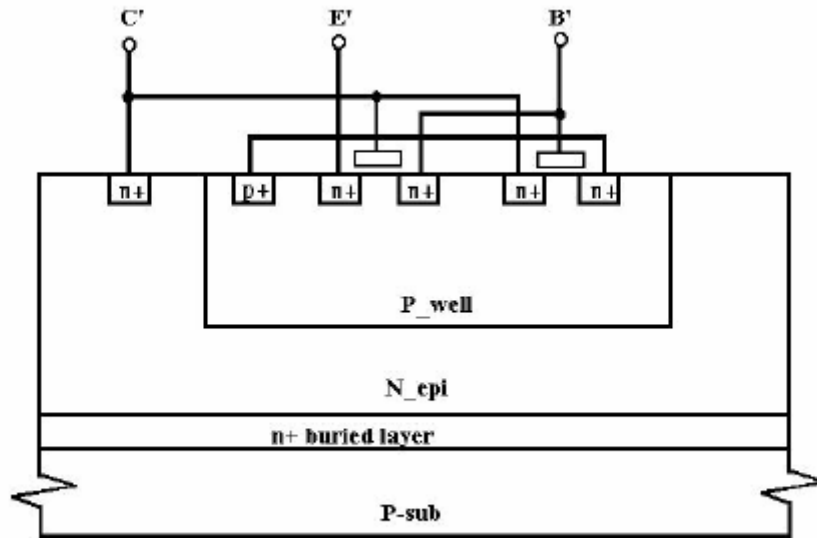 C' E' B'
n+ p+ n+ n+ n+ n+
P_well
N_epi
n+ buried layer
P-sub